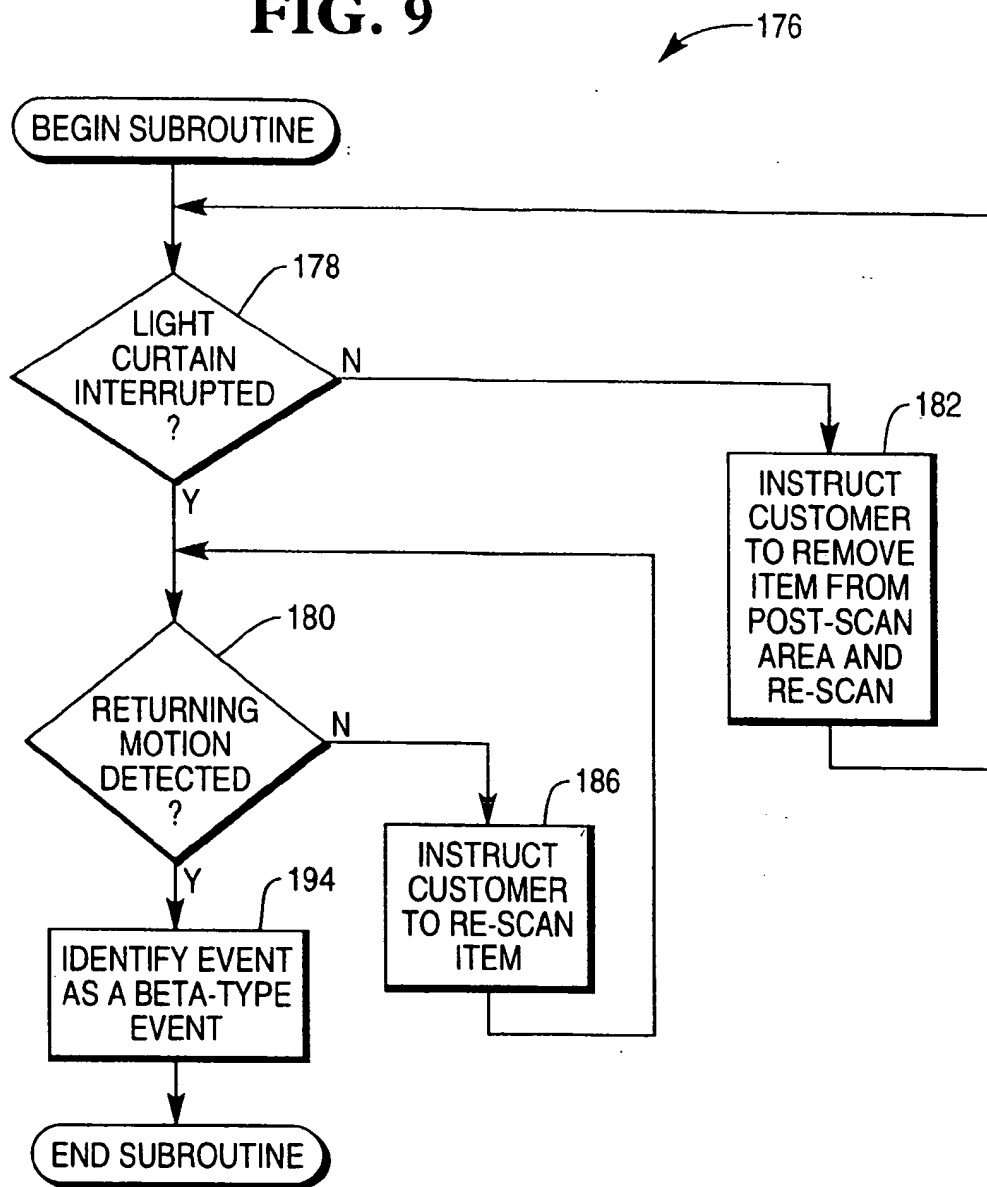 FIG. 9
176
BEGIN SUBROUTINE
178
LIGHT
CURTAIN
INTERRUPTED
?
N
Y
182
INSTRUCT
CUSTOMER
TO REMOVE
ITEM FROM
POST-SCAN
AREA AND
RE-SCAN
180
RETURNING
MOTION
DETECTED
?
N
Y
186
INSTRUCT
CUSTOMER
TO RE-SCAN
ITEM
194
IDENTIFY EVENT
AS A BETA-TYPE
EVENT
END SUBROUTINE